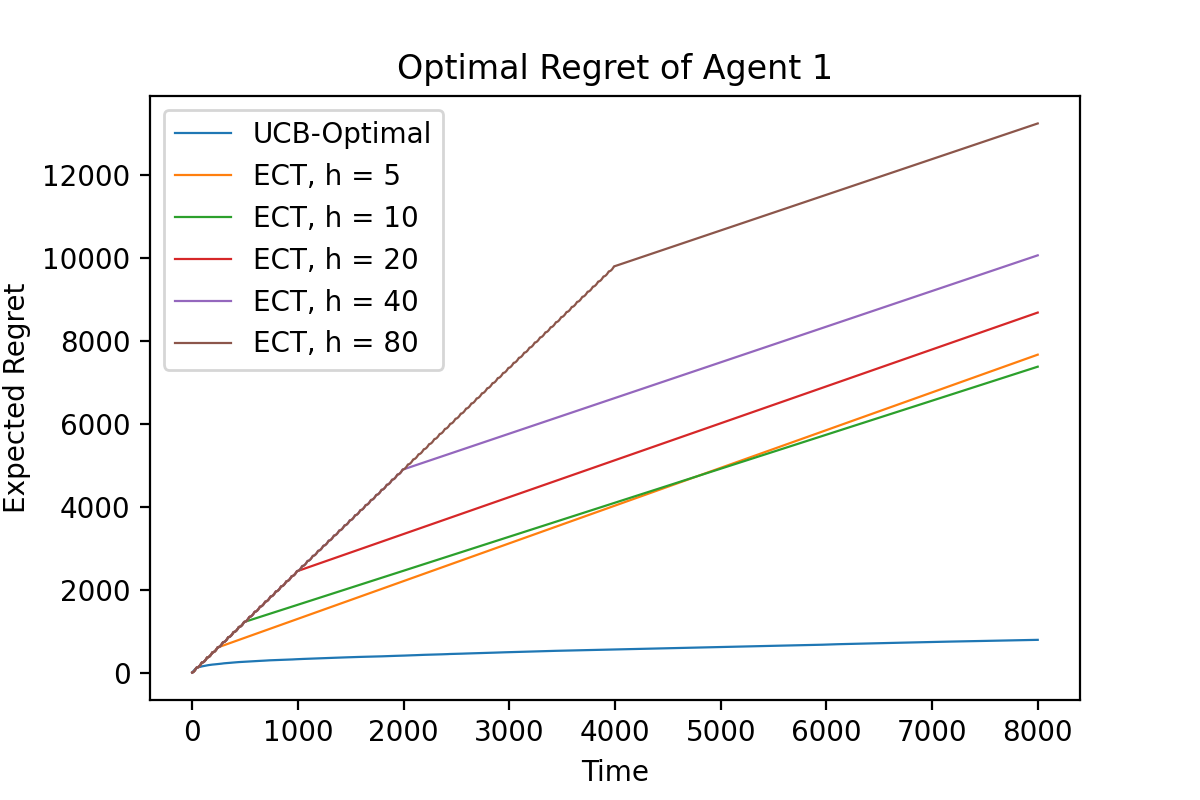 Optimal Regret of Agent 1
UCB-Optimal
ECT, h = 5
ECT, h = 10
ECT, h = 20
ECT, h = 40
ECT, h = 80
Expected Regret
12000
10000
8000
6000
4000
2000
0
0 1000 2000 3000 4000 5000 6000 7000 8000
Time